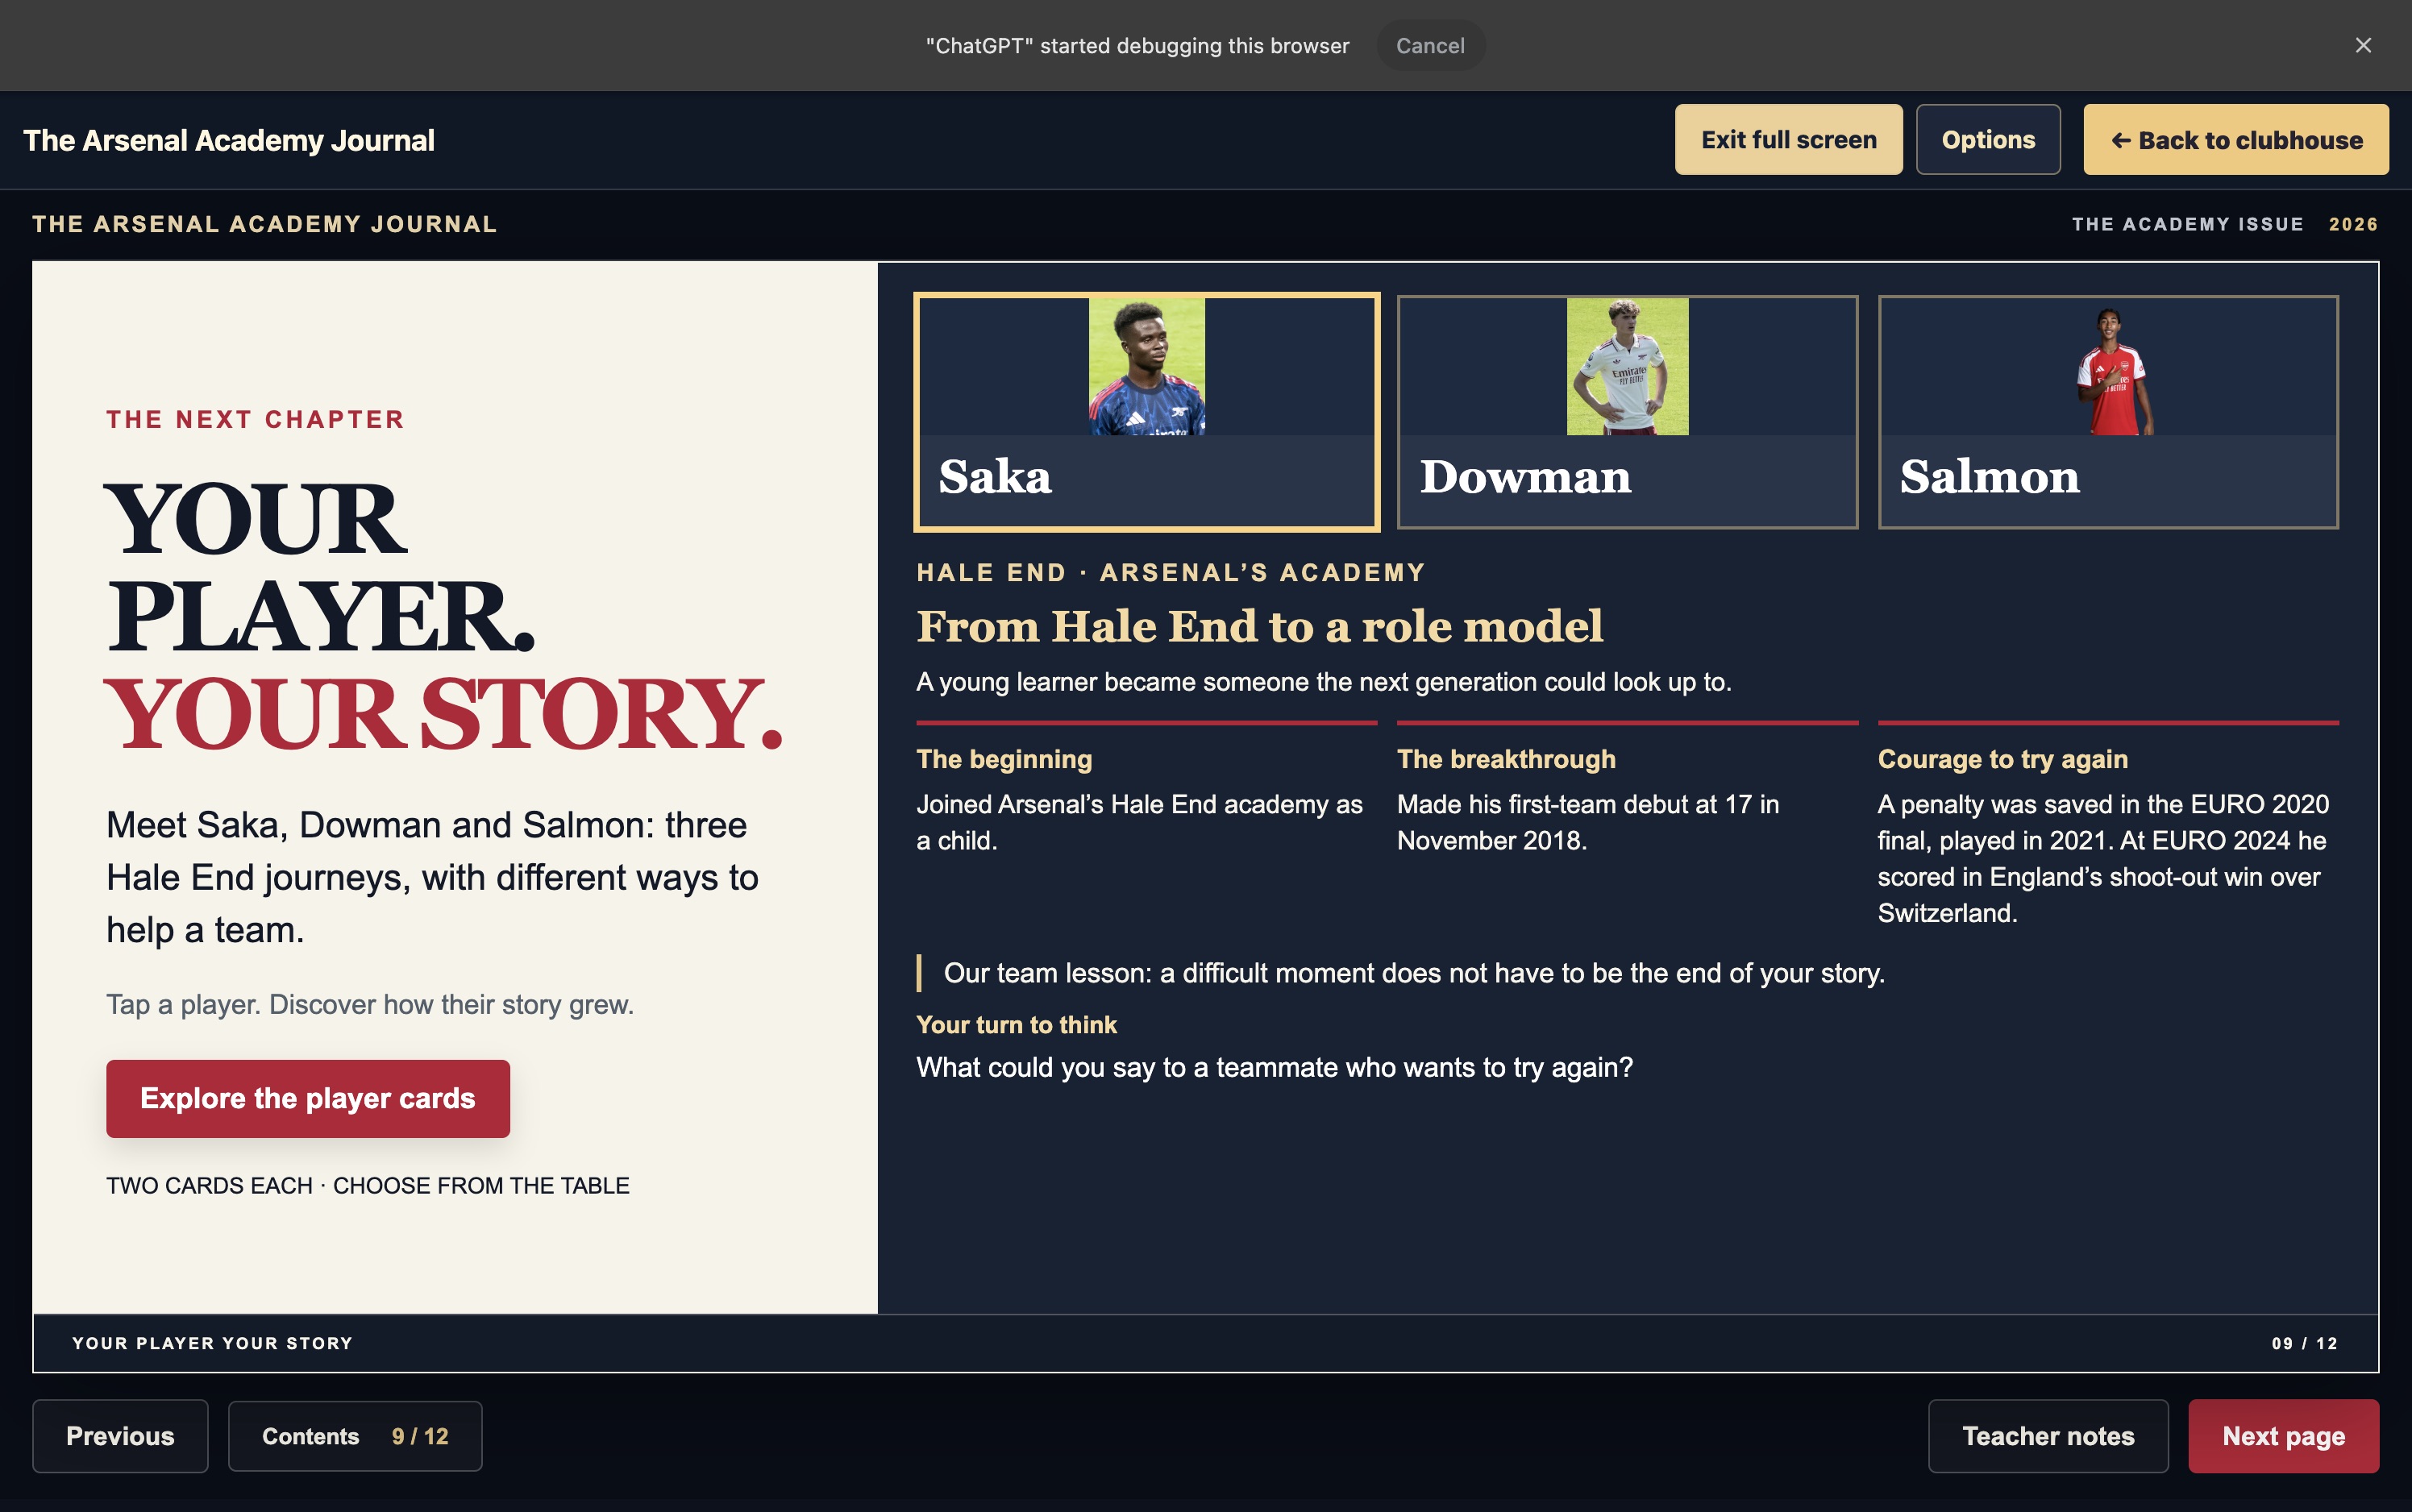 "ChatGPT" started debugging this browser
Cancel
The Arsenal Academy Journal
Exit full screen
Options
← Back to clubhouse
THE ARSENAL ACADEMY JOURNAL
THE ACADEMY ISSUE 2026
THE NEXT CHAPTER
YOUR
PLAYER.
YOUR STORY.
Meet Saka, Dowman and Salmon: three
Hale End journeys, with different ways to
help a team.
Tap a player. Discover how their story grew.
Explore the player cards
TWO CARDS EACH · CHOOSE FROM THE TABLE
Emirates
FLY BETTER
Saka
Dowman
Salmon
HALE END · ARSENAL’S ACADEMY
From Hale End to a role model
A young learner became someone the next generation could look up to.
The beginning
Joined Arsenal’s Hale End academy as
a child.
The breakthrough
Made his first-team debut at 17 in
November 2018.
Courage to try again
A penalty was saved in the EURO 2020
final, played in 2021. At EURO 2024 he
scored in England’s shoot-out win over
Switzerland.
Our team lesson: a difficult moment does not have to be the end of your story.
Your turn to think
What could you say to a teammate who wants to try again?
YOUR PLAYER YOUR STORY
09 / 12
Previous
Contents 9 / 12
Teacher notes
Next page